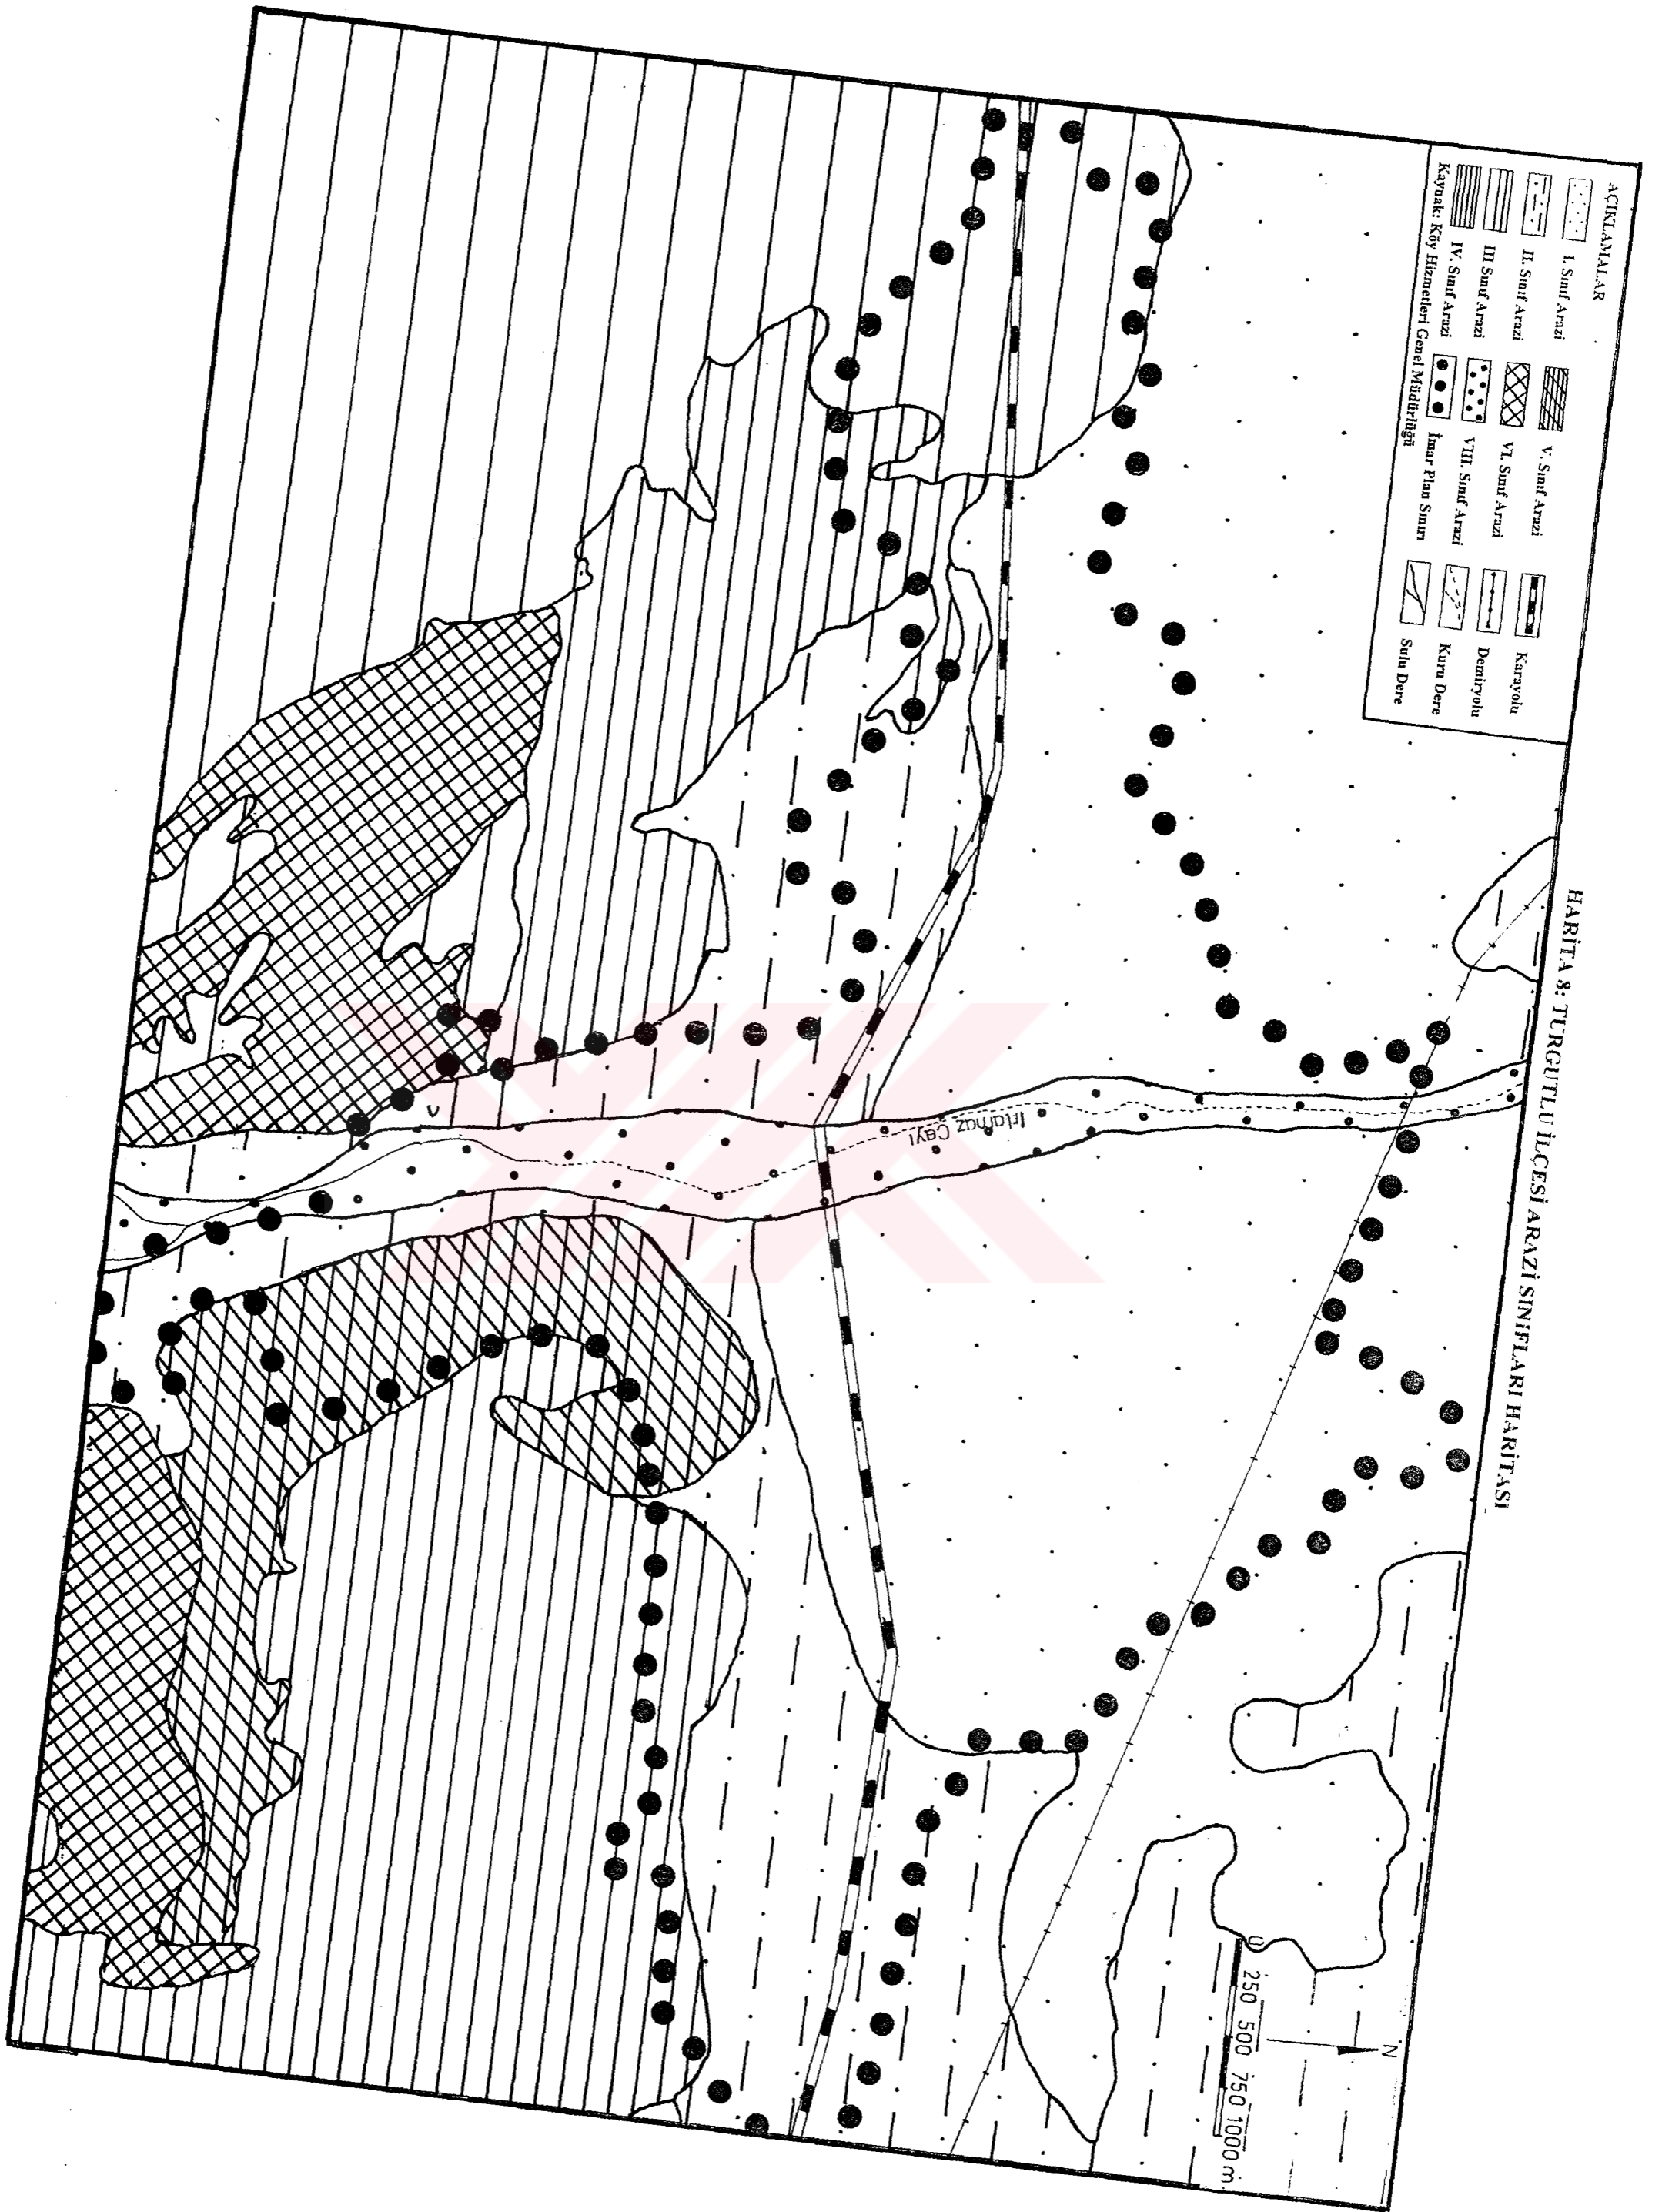 HARİTA 8: TURGUTLU İLÇESİ ARAZİ SINIFLARI HARİTASI
AÇIKLAMALAR
I. Sınıf Arazi
II. Sınıf Arazi
III Sınıf Arazi
IV. Sınıf Arazi
V. Sınıf Arazi
VI. Sınıf Arazi
VIII. Sınıf Arazi
İmar Plan Sınırı
Karayolu
Demiryolu
Kuru Dere
Sulu Dere
Kaynak: Köy Hizmetleri Genel Müdürlüğü
Irlamaz Çayı
N
0 250 500 750 1000 m.